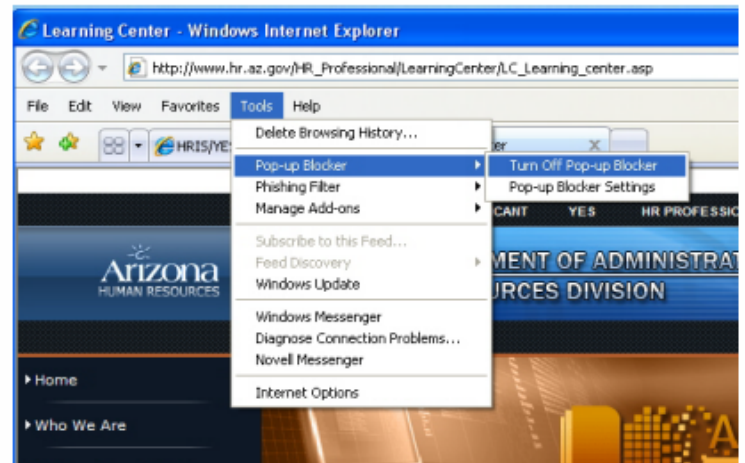 Learning Center - Windows Internet Explorer
http://www.hr.az.gov/HR_Professional/LearningCenter/LC_Learning_center.asp
File Edit View Favorites Tools Help
HRIS/YE
Delete Browsing History...
Pop-up Blocker
Turn Off Pop-up Blocker
Phishing Filter
Pop-up Blocker Settings
Manage Add-ons
CANT YES HR PROFESSIO
Subscribe to this Feed...
Feed Discovery
Windows Update
ARIZONA
HUMAN RESOURCES
MENT OF ADMINISTRAT
URCES DIVISION
Windows Messenger
Diagnose Connection Problems...
Novell Messenger
Internet Options
Home
Who We Are